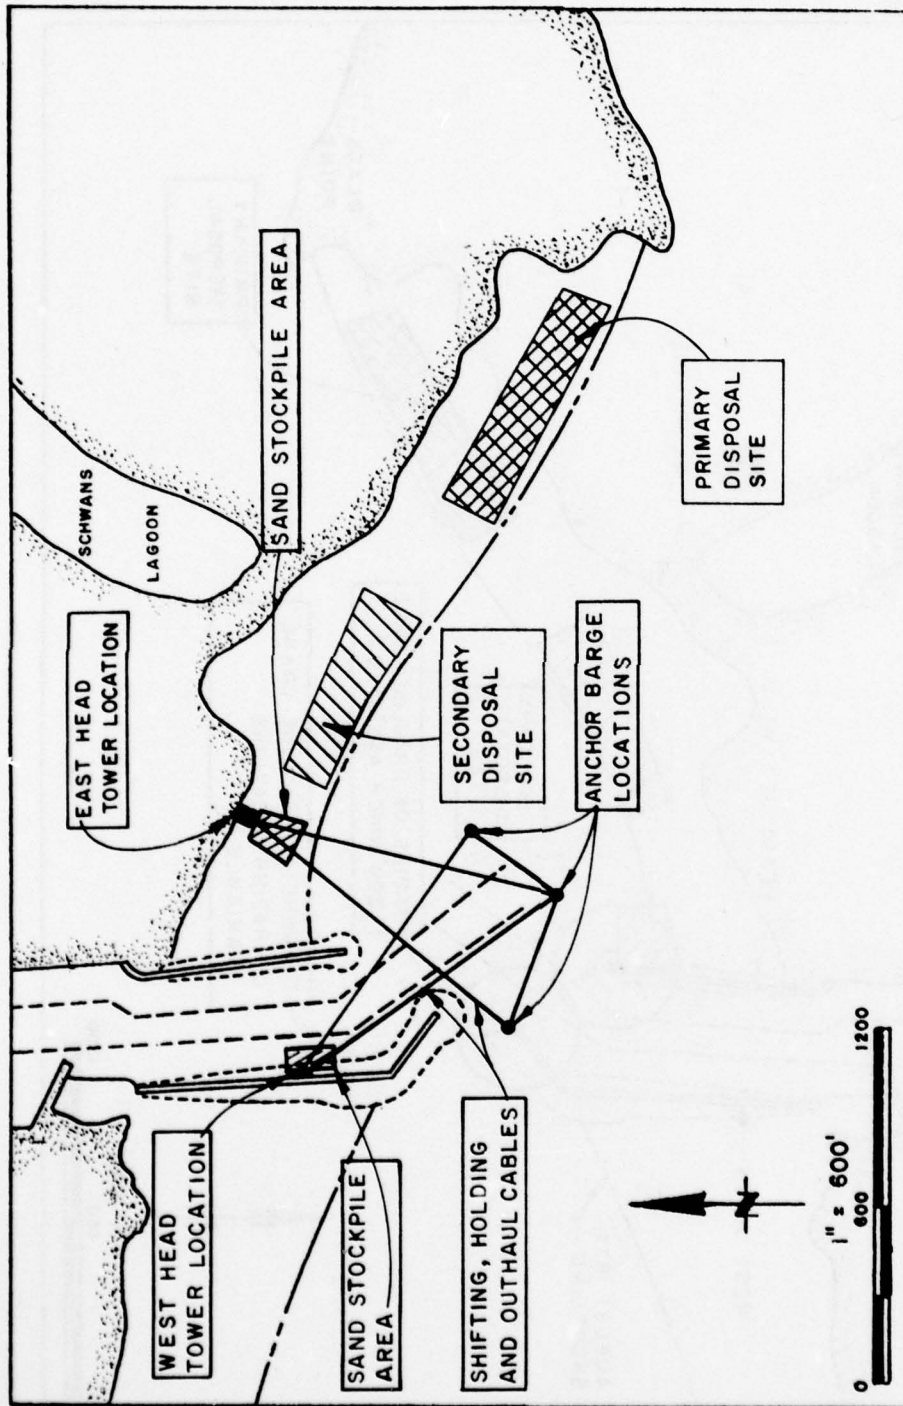 SCHWANS
LAGOON
EAST HEAD
TOWER LOCATION
SAND STOCKPILE AREA
WEST HEAD
TOWER LOCATION
SAND STOCKPILE
AREA
SHIFTING, HOLDING
AND OUTHAUL CABLES
SECONDARY
DISPOSAL
SITE
ANCHOR BARGE
LOCATIONS
PRIMARY
DISPOSAL
SITE
N
1" = 600'
0 600 1200